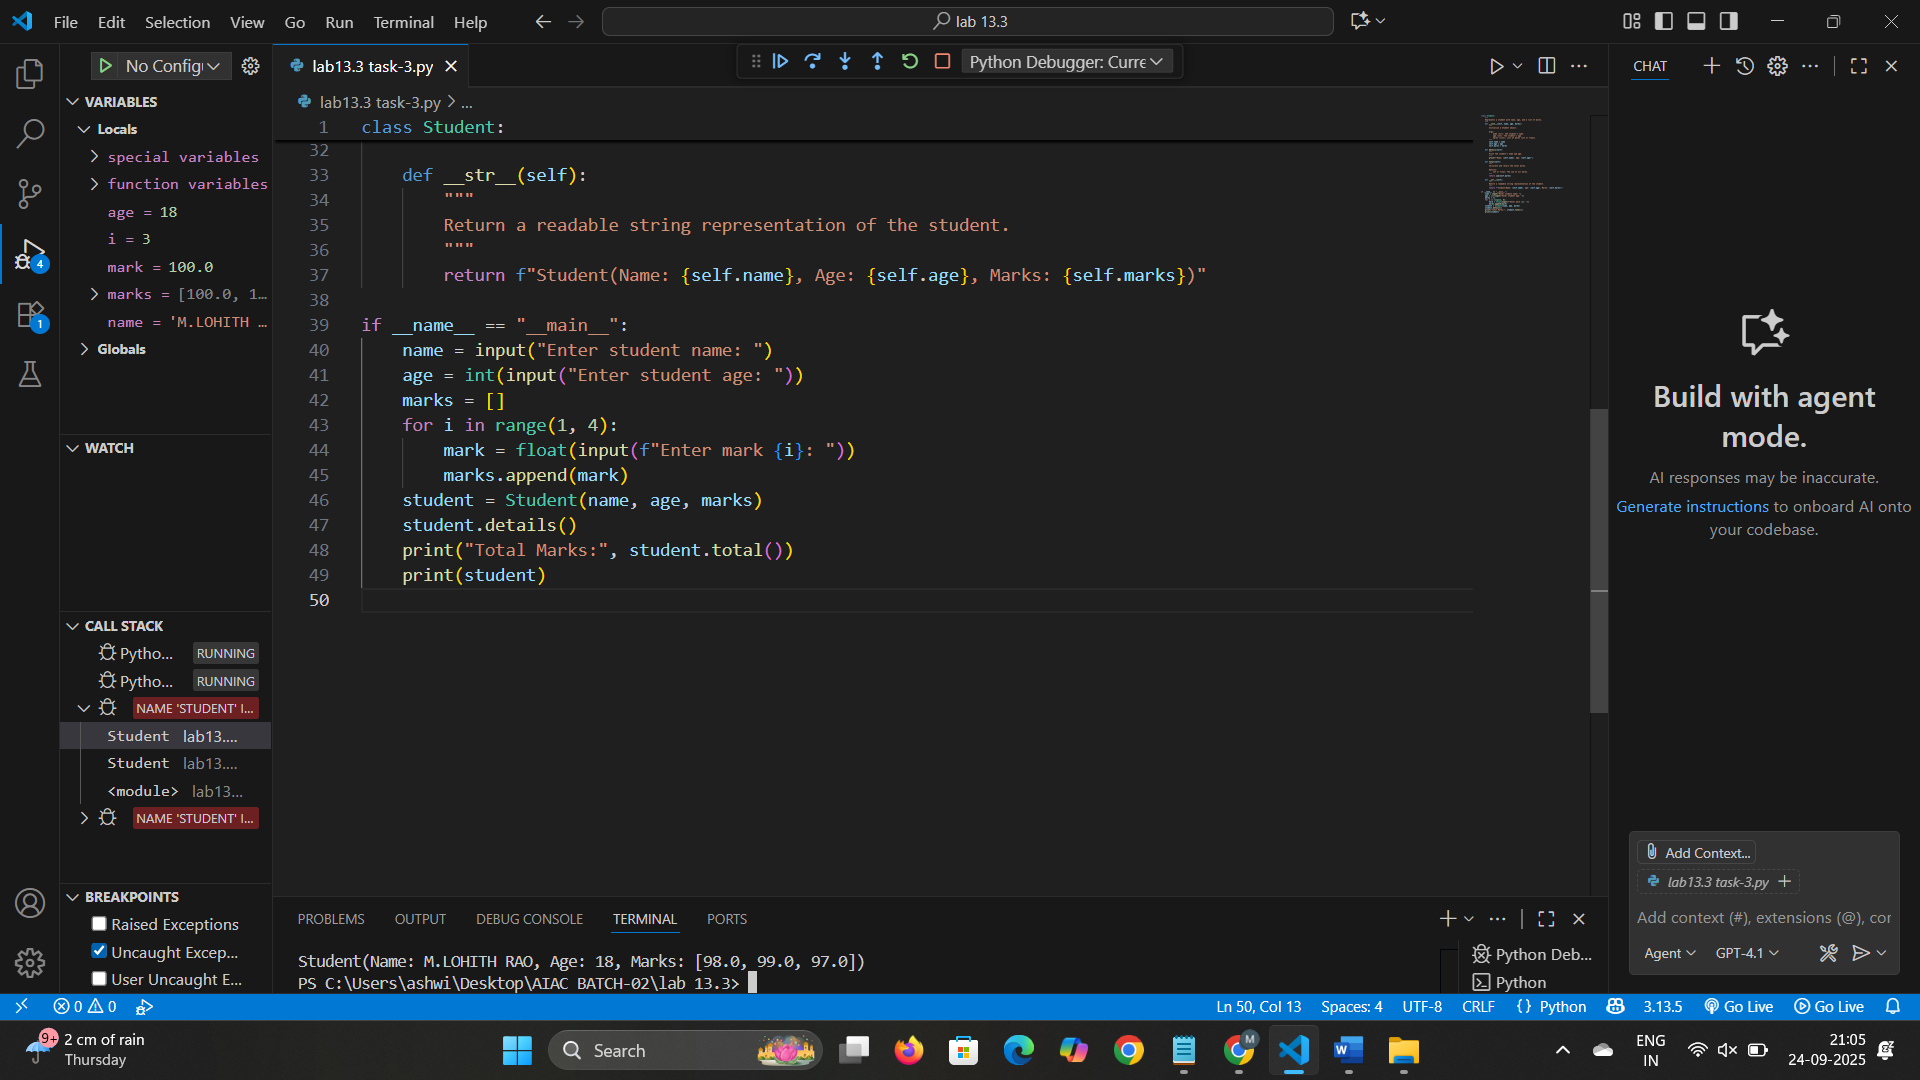 File Edit Selection View Go Run Terminal Help
lab 13.3
No Config
lab13.3 task-3.py
Python Debugger: Curre
CHAT
VARIABLES
Locals
special variables
function variables
age = 18
i = 3
mark = 100.0
marks = [100.0, 1...
name = 'M.LOHITH ...
Globals
WATCH
CALL STACK
Pytho... RUNNING
Pytho... RUNNING
NAME 'STUDENT' I...
Student lab13....
Student lab13....
<module> lab13...
NAME 'STUDENT' I...
BREAKPOINTS
Raised Exceptions
Uncaught Excep...
User Uncaught E...
4
1
lab13.3 task-3.py > ...
1 class Student:
32
33 def __str__(self):
34 """
35 Return a readable string representation of the student.
36 """
37 return f"Student(Name: {self.name}, Age: {self.age}, Marks: {self.marks})"
38
39 if __name__ == "__main__":
40 name = input("Enter student name: ")
41 age = int(input("Enter student age: "))
42 marks = []
43 for i in range(1, 4):
44 mark = float(input(f"Enter mark {i}: "))
45 marks.append(mark)
46 student = Student(name, age, marks)
47 student.details()
48 print("Total Marks:", student.total())
49 print(student)
50
PROBLEMS OUTPUT DEBUG CONSOLE TERMINAL PORTS
Student(Name: M.LOHITH RAO, Age: 18, Marks: [98.0, 99.0, 97.0])
PS C:\Users\ashwi\Desktop\AIAC BATCH-02\lab 13.3>
Python Deb...
Python
Build with agent
mode.
AI responses may be inaccurate.
Generate instructions to onboard AI onto
your codebase.
Add Context...
lab13.3 task-3.py
Add context (#), extensions (@), cor
Agent GPT-4.1
0 0
Ln 50, Col 13 Spaces: 4 UTF-8 CRLF {} Python 3.13.5 Go Live Go Live
9+
2 cm of rain
Thursday
Search
M
ENG
IN
21:05
24-09-2025